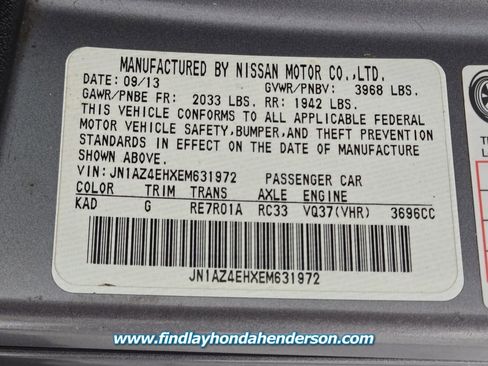 MANUFACTURED BY NISSAN MOTOR CO.,LTD.
DATE: 09/13 GVWR/PNBV: 3968 LBS.
GAWR/PNBE FR: 2033 LBS. RR: 1942 LBS.
THIS VEHICLE CONFORMS TO ALL APPLICABLE FEDERAL
MOTOR VEHICLE SAFETY,BUMPER,AND THEFT PREVENTION
STANDARDS IN EFFECT ON THE DATE OF MANUFACTURE
SHOWN ABOVE.
VIN: JN1AZ4EHXEM631972 PASSENGER CAR
COLOR TRIM TRANS AXLE ENGINE
KAD G RE7R01A RC33 VQ37(VHR) 3696CC
JN1AZ4EHXEM631972
www.findlayhondahenderson.com